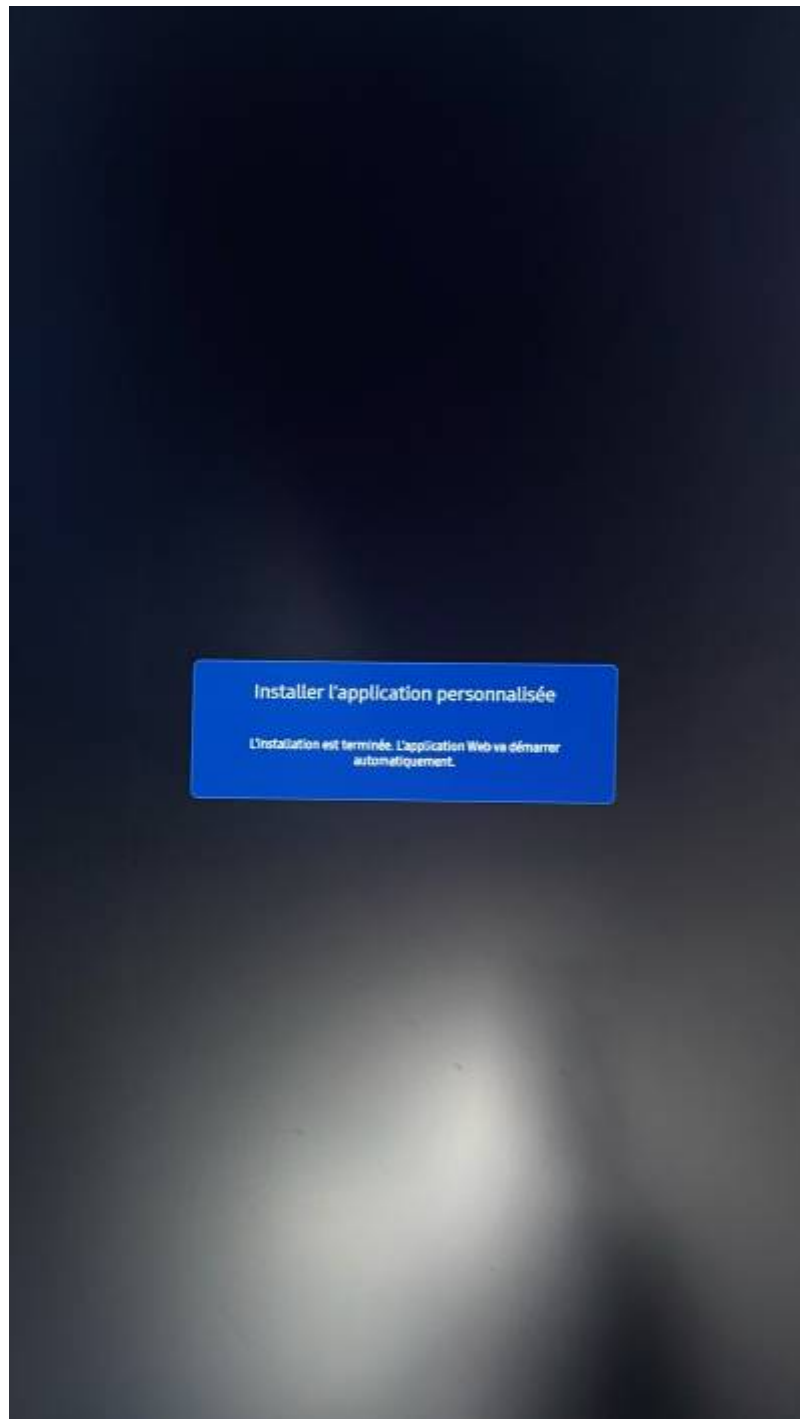 Installer l'application personnalisée
L'installation est terminée. L'application Web va démarrer
automatiquement.